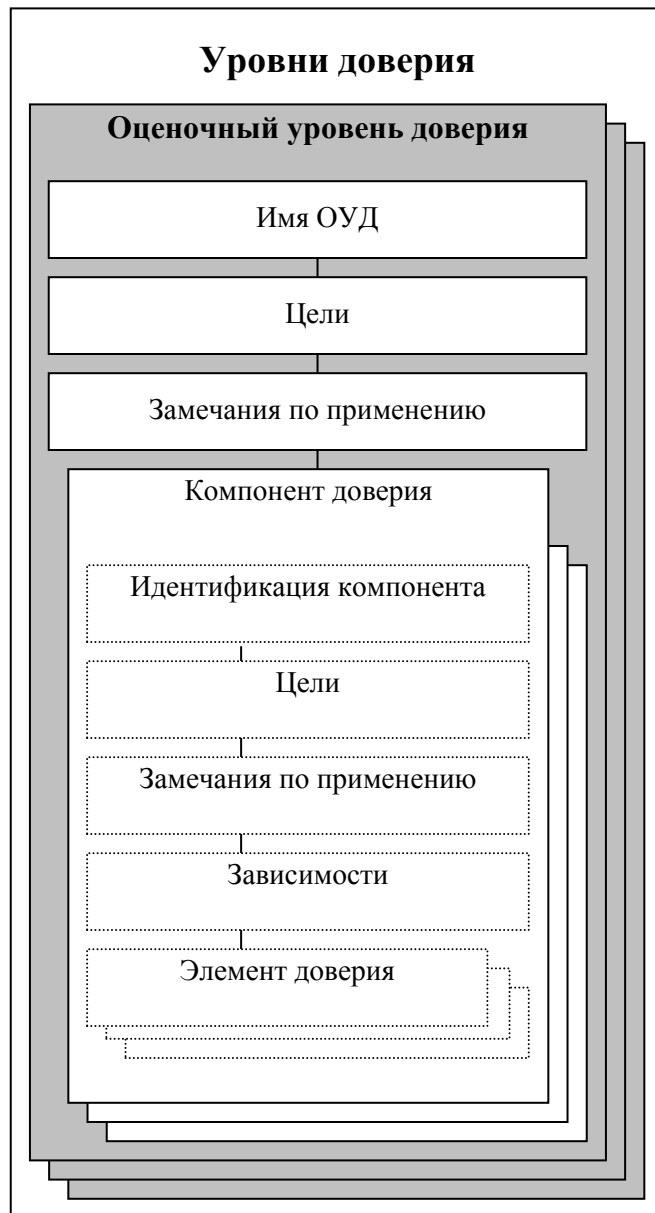 Уровни доверия
Оценочный уровень доверия
Имя ОУД
Цели
Замечания по применению
Компонент доверия
Идентификация компонента
Цели
Замечания по применению
Зависимости
Элемент доверия